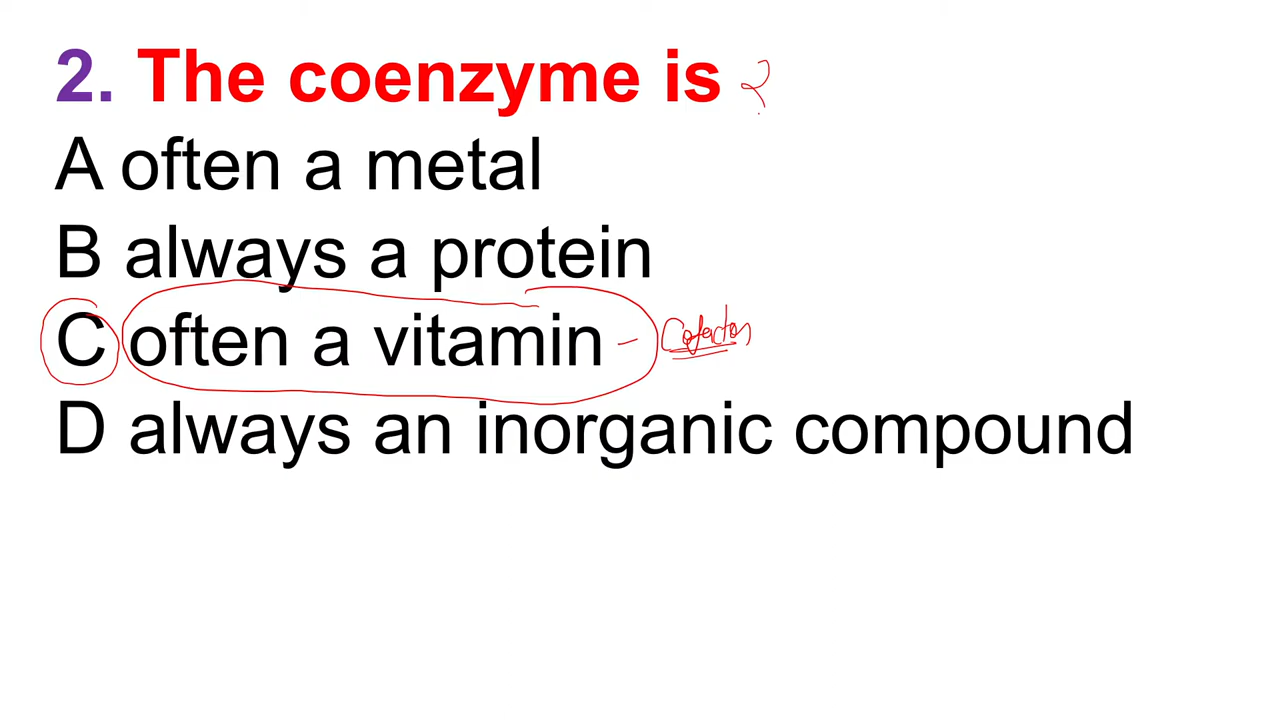 2. The coenzyme is ?
A often a metal
B always a protein
C often a vitamin – Cofactor
D always an inorganic compound